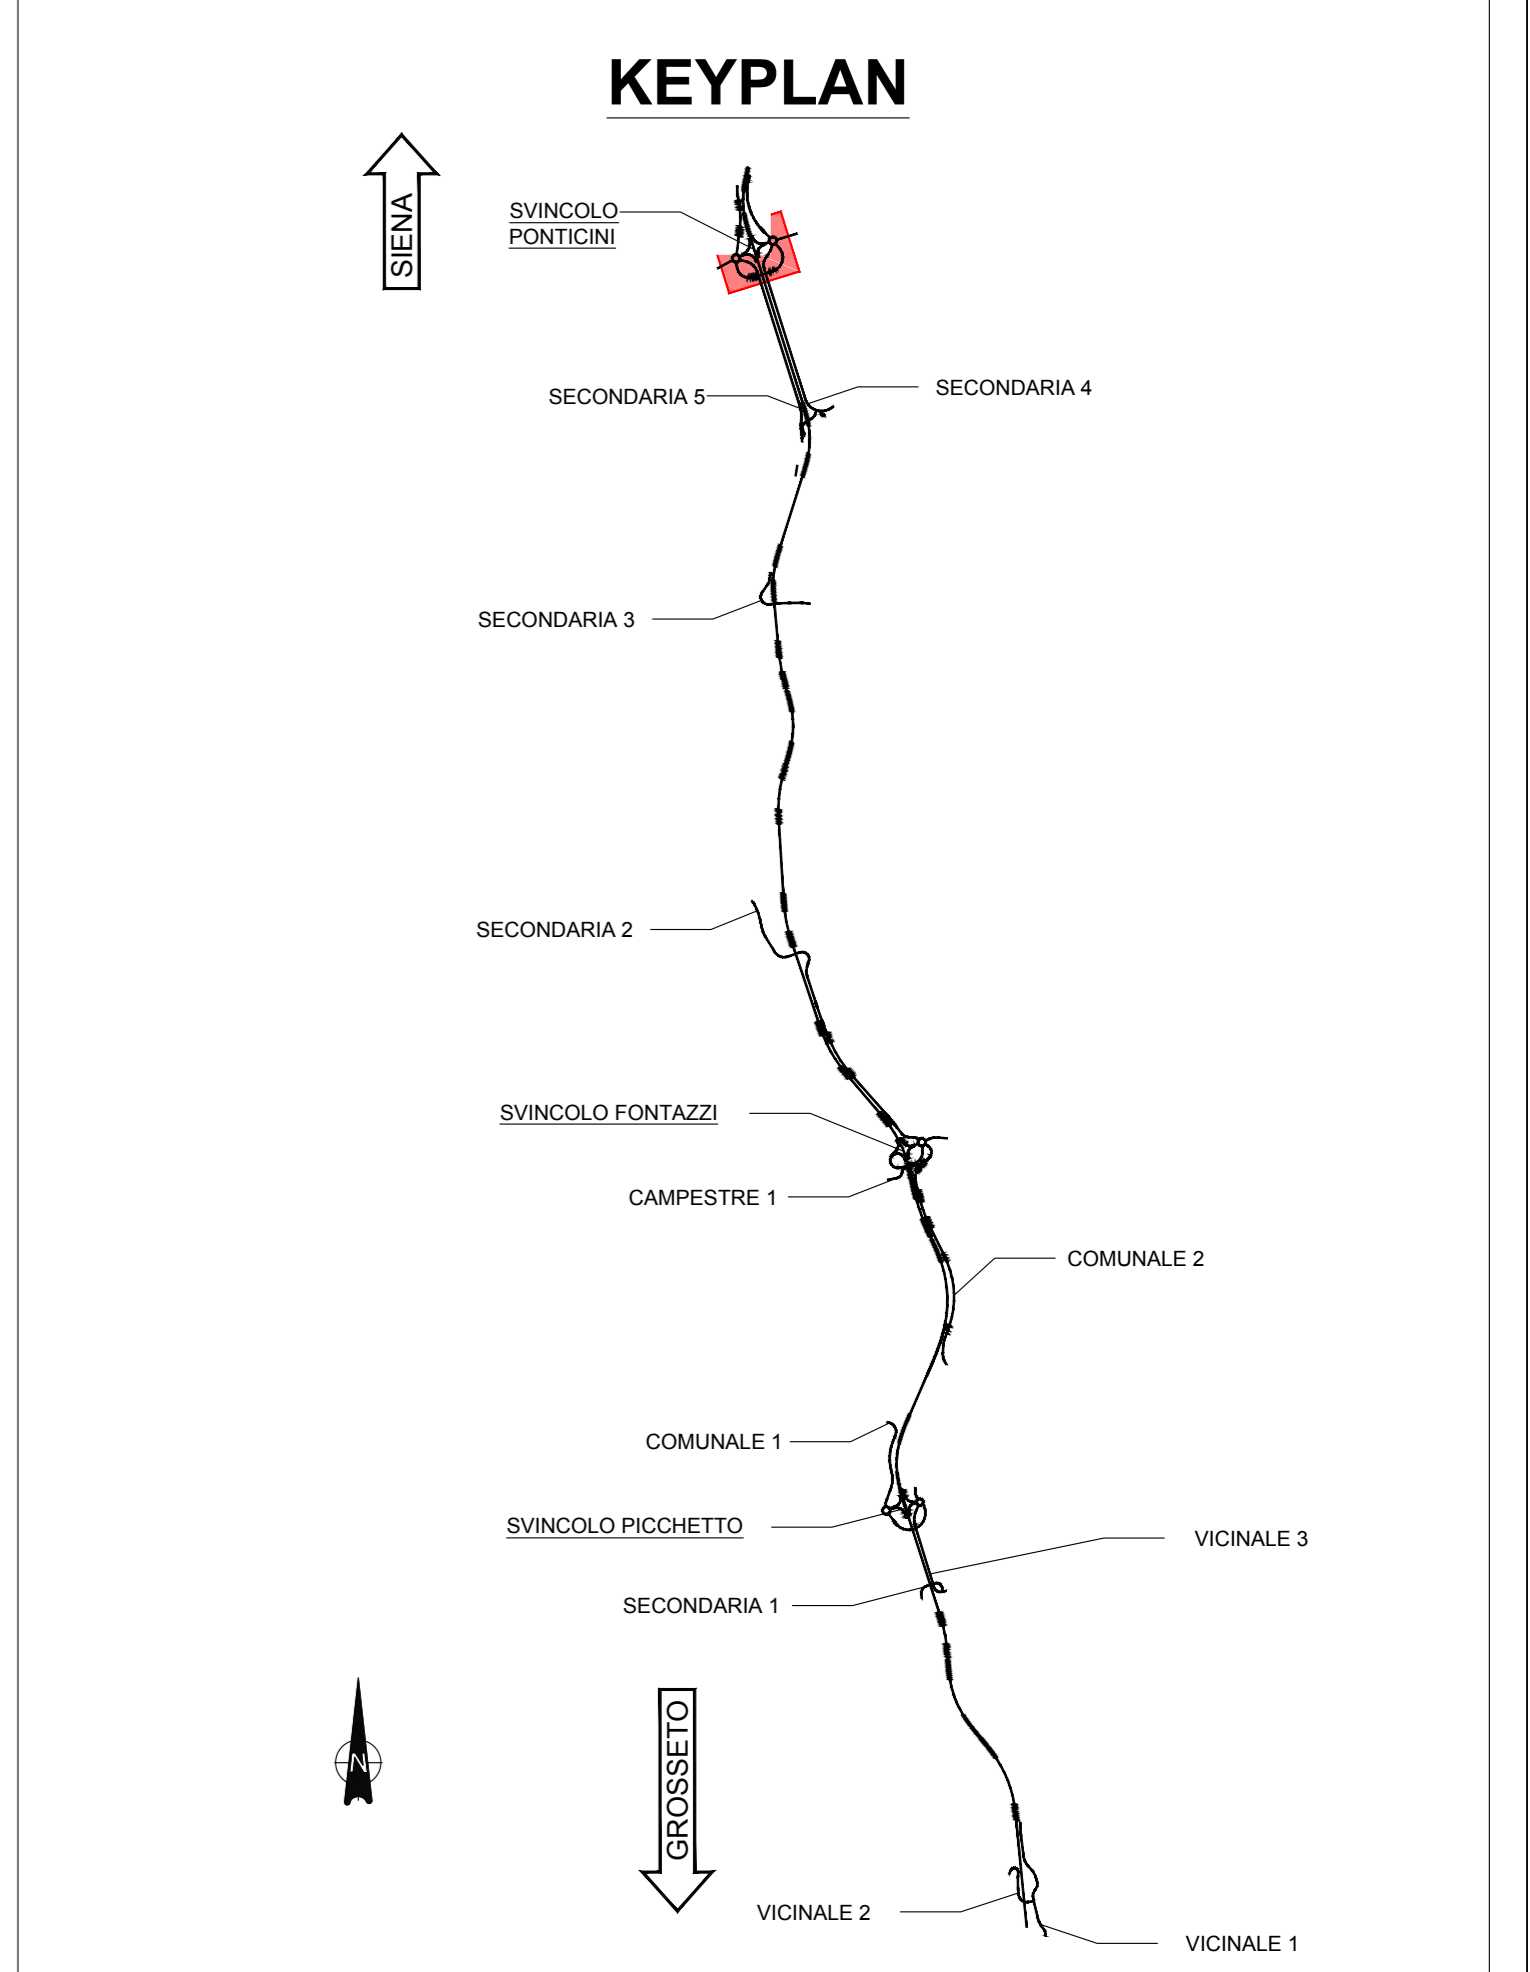 KEYPLAN
SIENA
SVINCOLO
PONTICINI
SECONDARIA 5
SECONDARIA 4
SECONDARIA 3
SECONDARIA 2
SVINCOLO FONTAZZI
CAMPESTRE 1
COMUNALE 2
COMUNALE 1
SVINCOLO PICCHETTO
VICINALE 3
SECONDARIA 1
N
GROSSETO
VICINALE 2
VICINALE 1